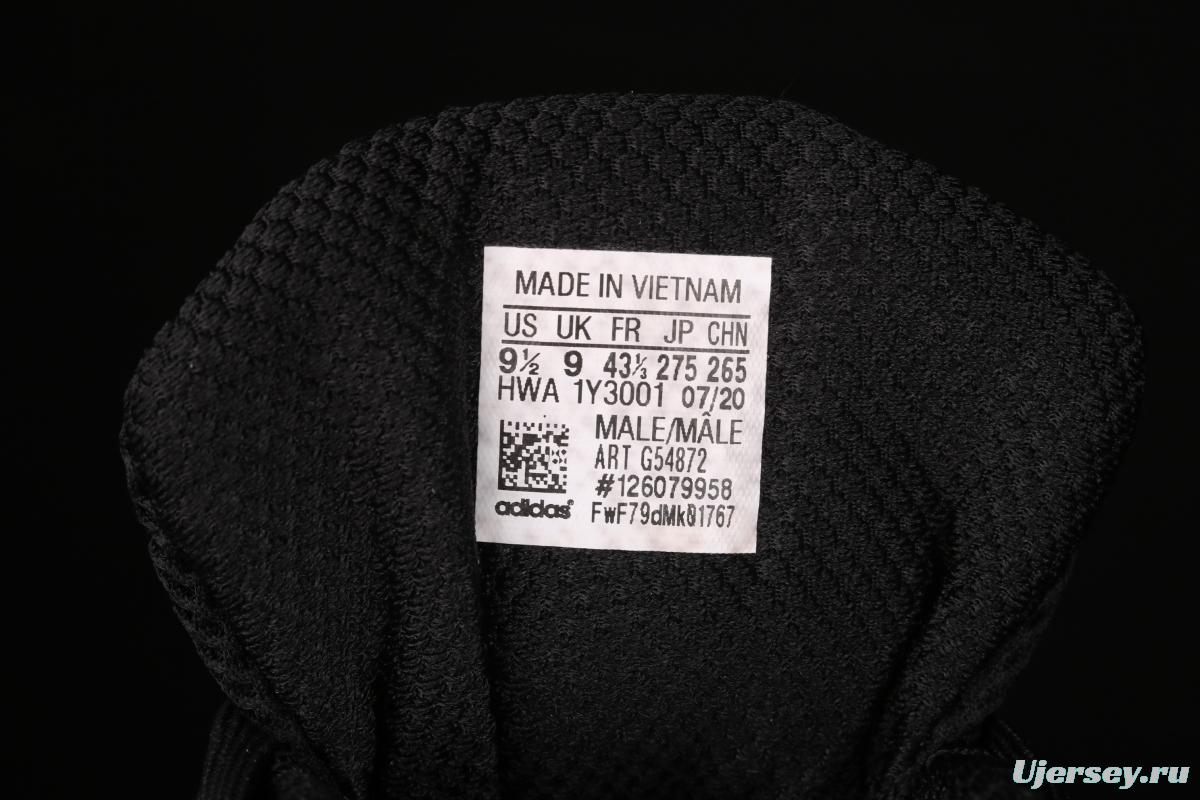 MADE IN VIETNAM
US UK FR JP CHN
9½ 9 43⅓ 275 265
HWA 1Y3001 07/20
MALE/MÂLE
ART G54872
#126079958
adidas FwF79dMk01767
Ujersey.ru